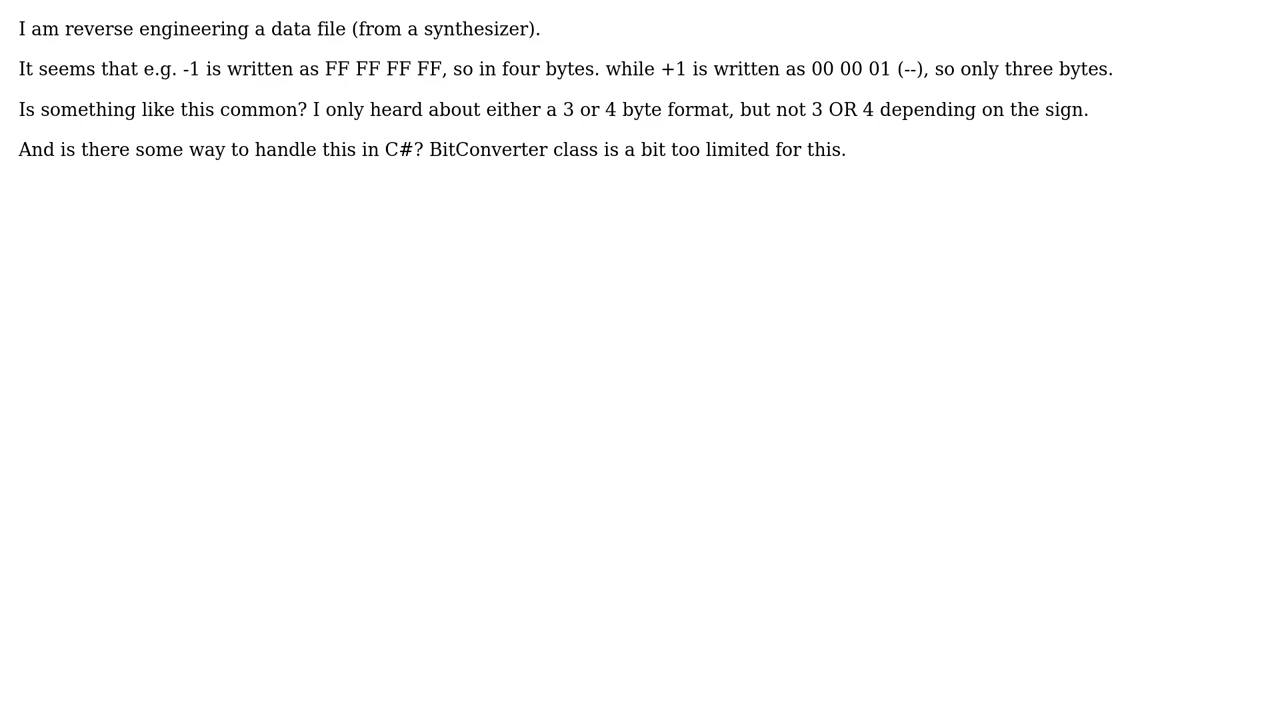 I am reverse engineering a data file (from a synthesizer).
It seems that e.g. -1 is written as FF FF FF FF, so in four bytes. while +1 is written as 00 00 01 (--), so only three bytes.
Is something like this common? I only heard about either a 3 or 4 byte format, but not 3 OR 4 depending on the sign.
And is there some way to handle this in C#? BitConverter class is a bit too limited for this.